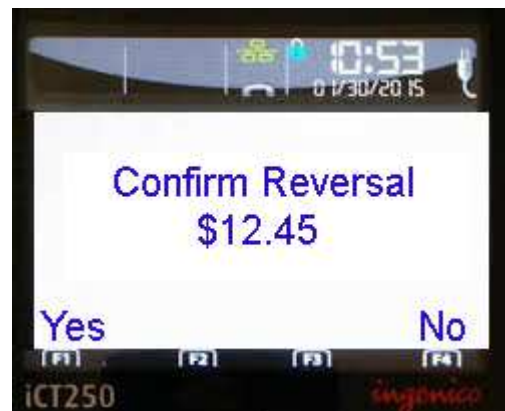 10:53
01/30/2015
Confirm Reversal
$12.45
Yes No
F1 F2 F3 F4
iCT250 ingenico